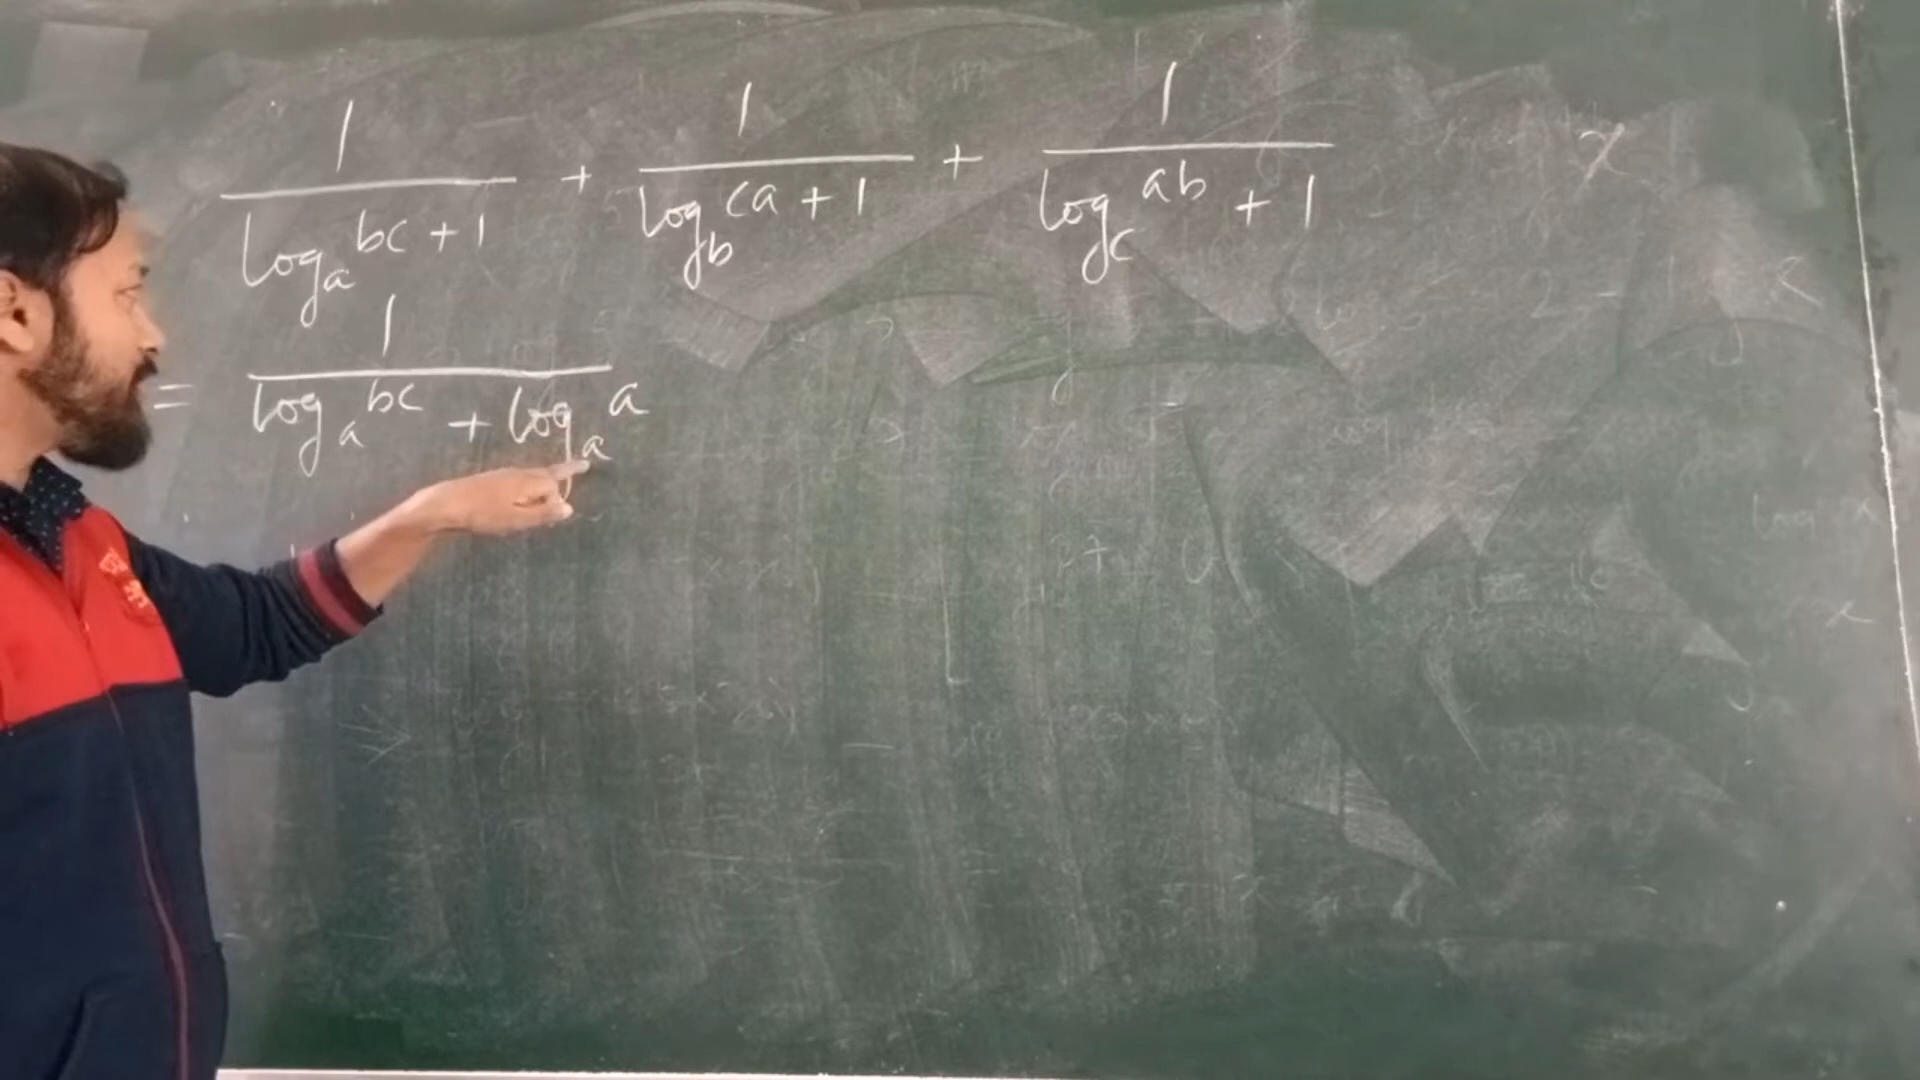 1/(log_a bc + 1) + 1/(log_b ca + 1) + 1/(log_c ab + 1)
= 1/(log_a bc + log_a a)